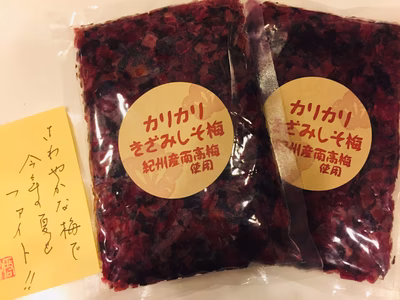 さわやかな梅で
今年の夏も
ファイト!!
カリカリ
きざみしそ梅
紀州産南高梅
使用
カリカリ
きざみしそ梅
紀州産南高梅
使用